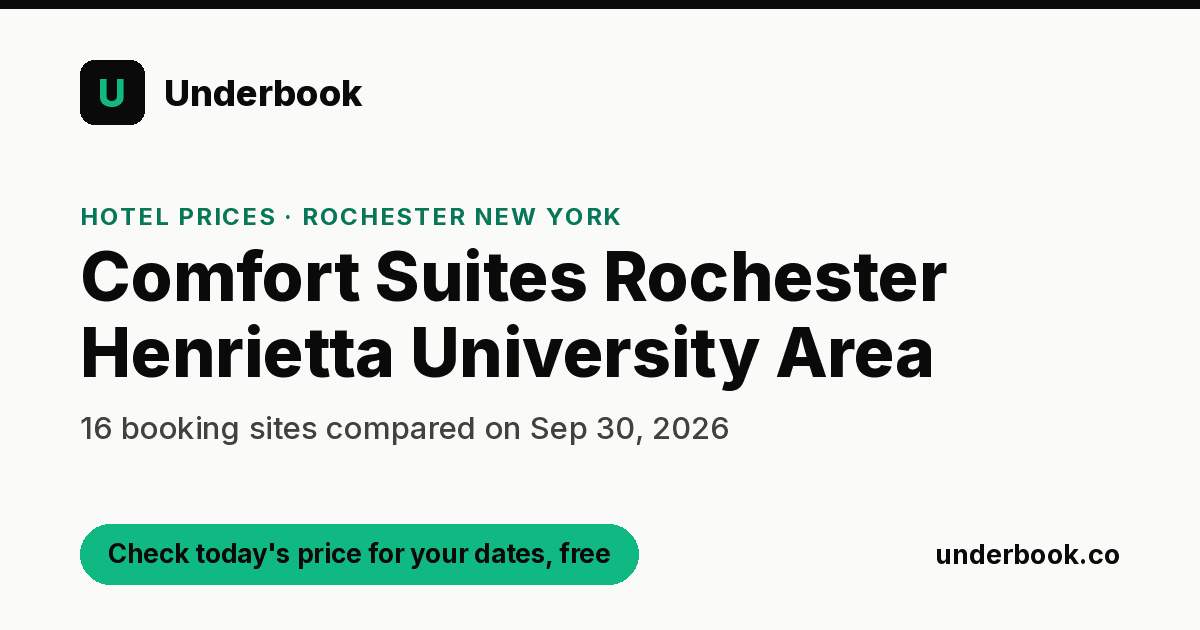 U Underbook
HOTEL PRICES · ROCHESTER NEW YORK
Comfort Suites Rochester
Henrietta University Area
16 booking sites compared on Sep 30, 2026
Check today's price for your dates, free
underbook.co